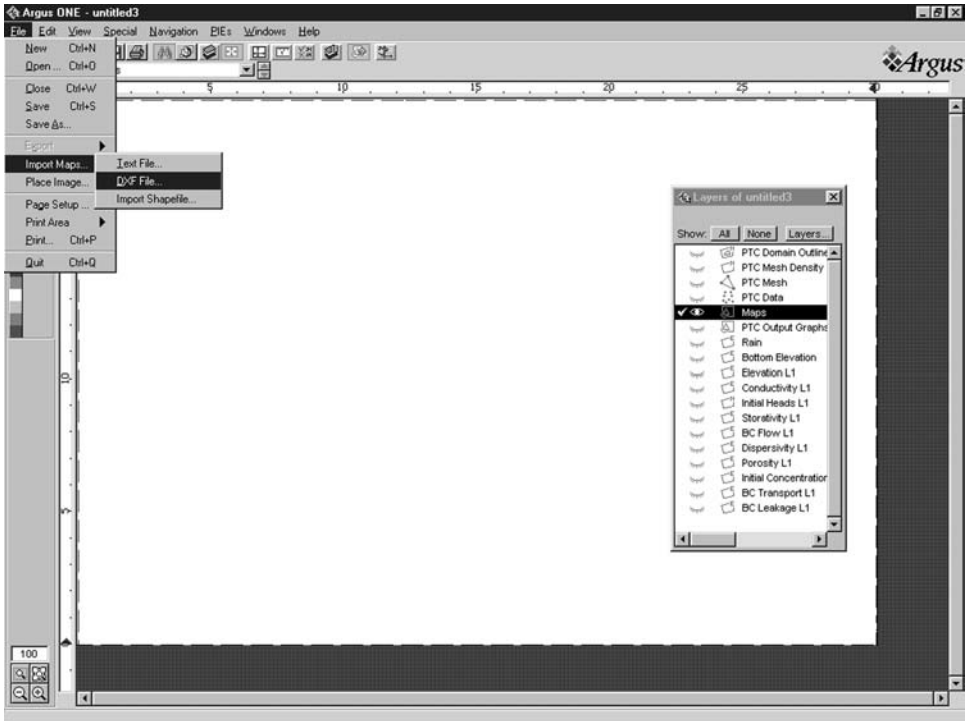 Argus ONE - untitled3
File Edit View Special Navigation PIEs Windows Help
New Ctrl+N
Open ... Ctrl+O
Close Ctrl+W
Save Ctrl+S
Save As...
Export
Import Maps...
Place Image...
Page Setup ...
Print Area
Print... Ctrl+P
Quit Ctrl+Q
Text File...
DXF File...
Import Shapefile...
Argus
5 10 15 20 25 30
10
5
Layers of untitled3
Show: All None Layers...
PTC Domain Outline
PTC Mesh Density
PTC Mesh
PTC Data
Maps
PTC Output Graphs
Rain
Bottom Elevation
Elevation L1
Conductivity L1
Initial Heads L1
Storativity L1
BC Flow L1
Dispersivity L1
Porosity L1
Initial Concentration
BC Transport L1
BC Leakage L1
100